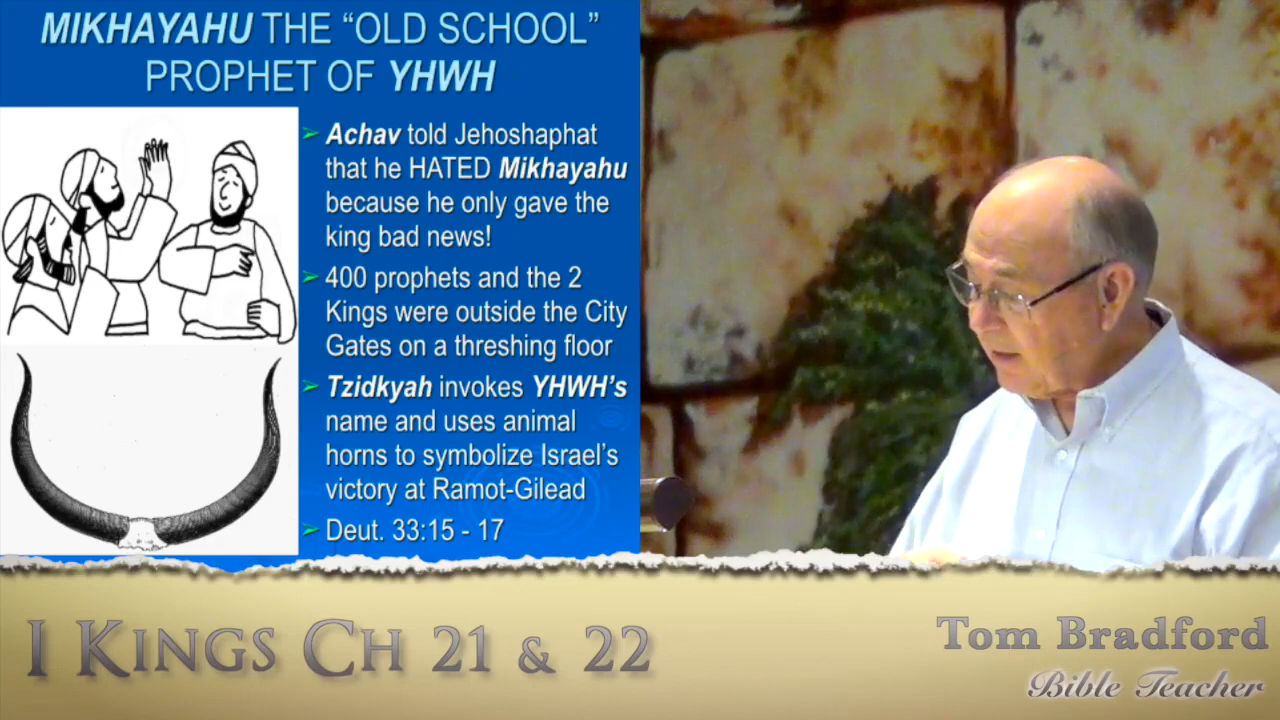 MIKHAYAHU THE “OLD SCHOOL”
PROPHET OF YHWH
➢ Achav told Jehoshaphat
that he HATED Mikhayahu
because he only gave the
king bad news!
➢ 400 prophets and the 2
Kings were outside the City
Gates on a threshing floor
➢ Tzidkyah invokes YHWH’s
name and uses animal
horns to symbolize Israel’s
victory at Ramot-Gilead
➢ Deut. 33:15 - 17
I KINGS CH 21 & 22
Tom Bradford
Bible Teacher